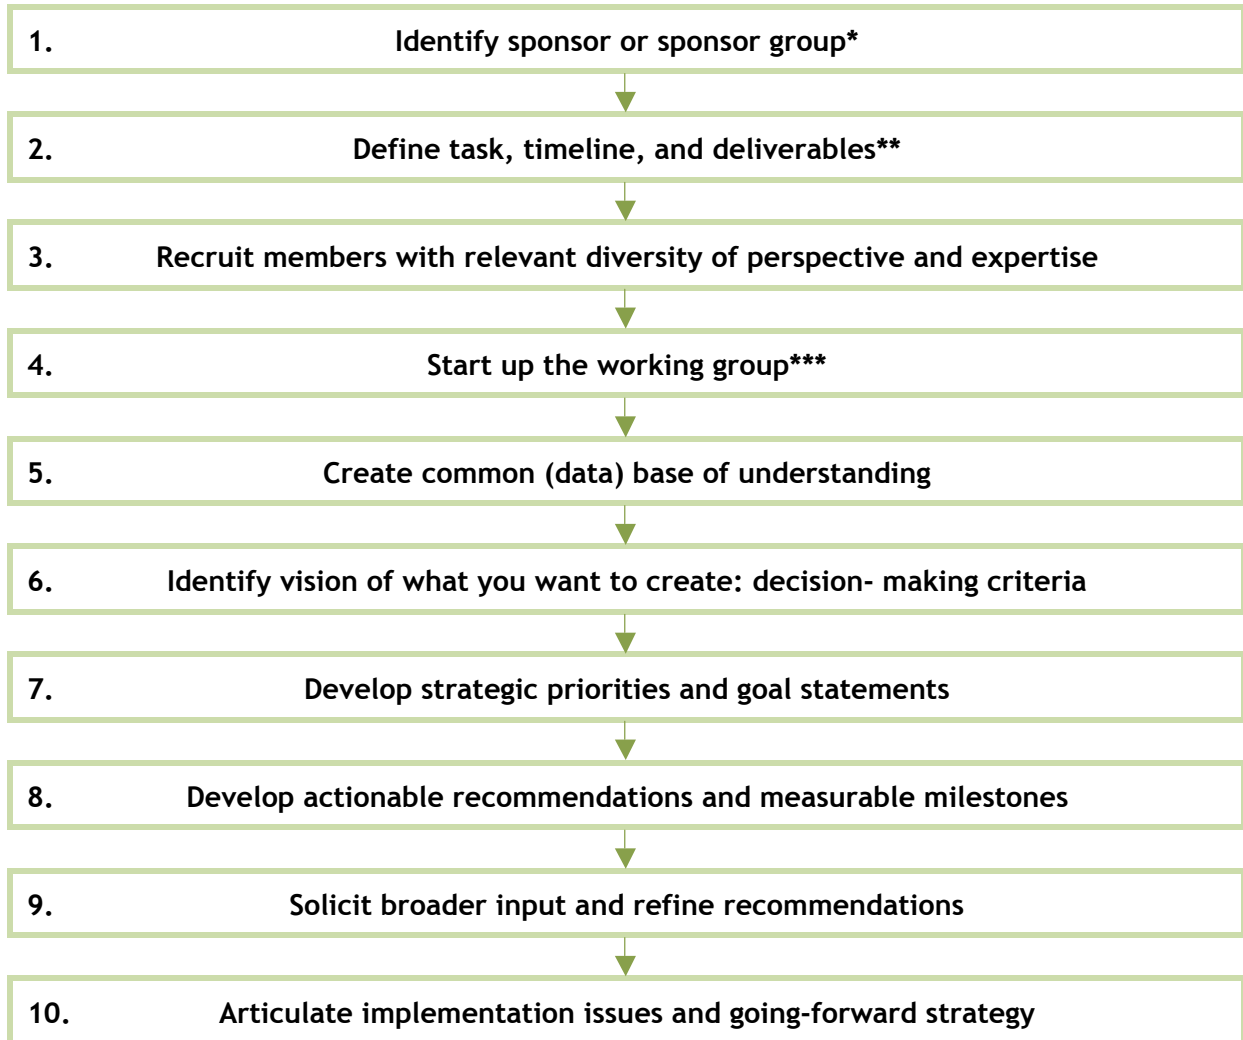 1. Identify sponsor or sponsor group*
2. Define task, timeline, and deliverables**
3. Recruit members with relevant diversity of perspective and expertise
4. Start up the working group***
5. Create common (data) base of understanding
6. Identify vision of what you want to create: decision- making criteria
7. Develop strategic priorities and goal statements
8. Develop actionable recommendations and measurable milestones
9. Solicit broader input and refine recommendations
10. Articulate implementation issues and going-forward strategy